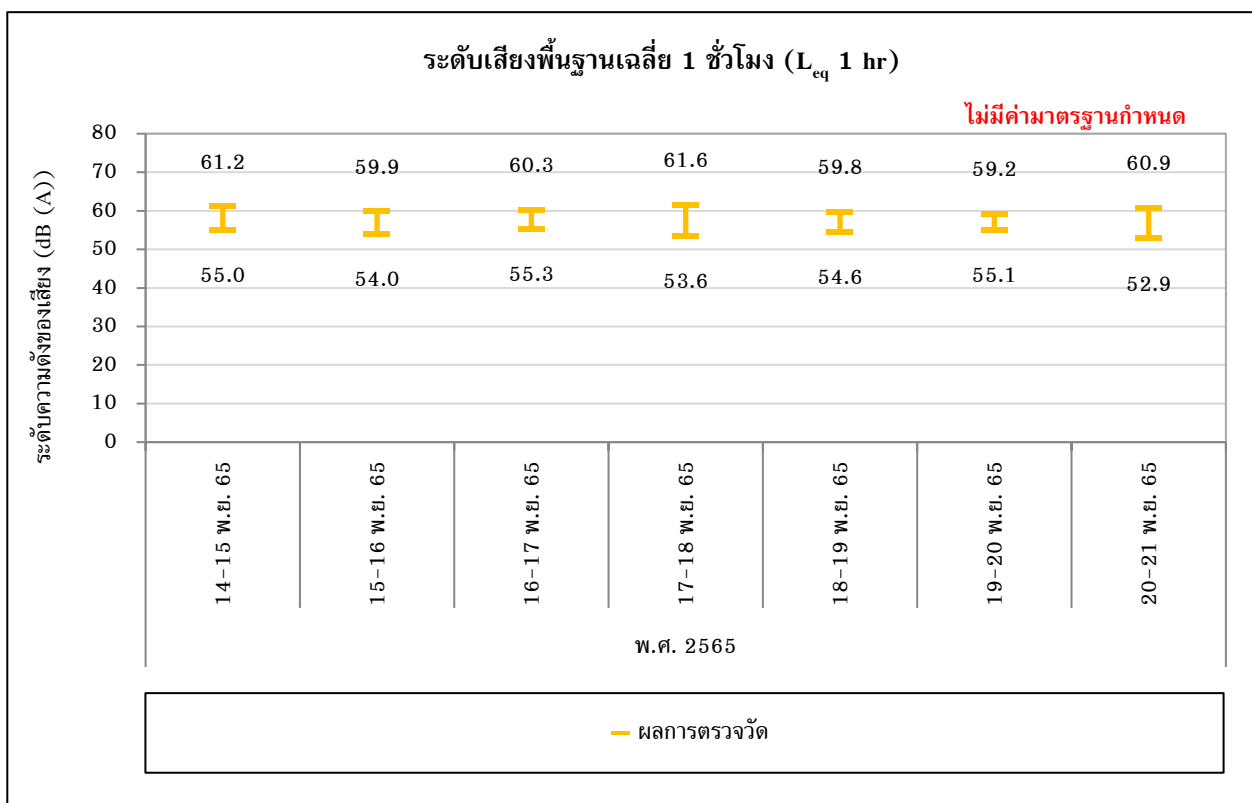 ระดับเสียงพื้นฐานเฉลี่ย 1 ชั่วโมง (Leq 1 hr)
ไม่มีค่ามาตรฐานกำหนด
ระดับความดังของเสียง (dB (A))
80
70
60
50
40
30
20
10
0
61.2 59.9 60.3 61.6 59.8 59.2 60.9
55.0 54.0 55.3 53.6 54.6 55.1 52.9
14-15 พ.ย. 65
15-16 พ.ย. 65
16-17 พ.ย. 65
17-18 พ.ย. 65
18-19 พ.ย. 65
19-20 พ.ย. 65
20-21 พ.ย. 65
พ.ศ. 2565
ผลการตรวจวัด